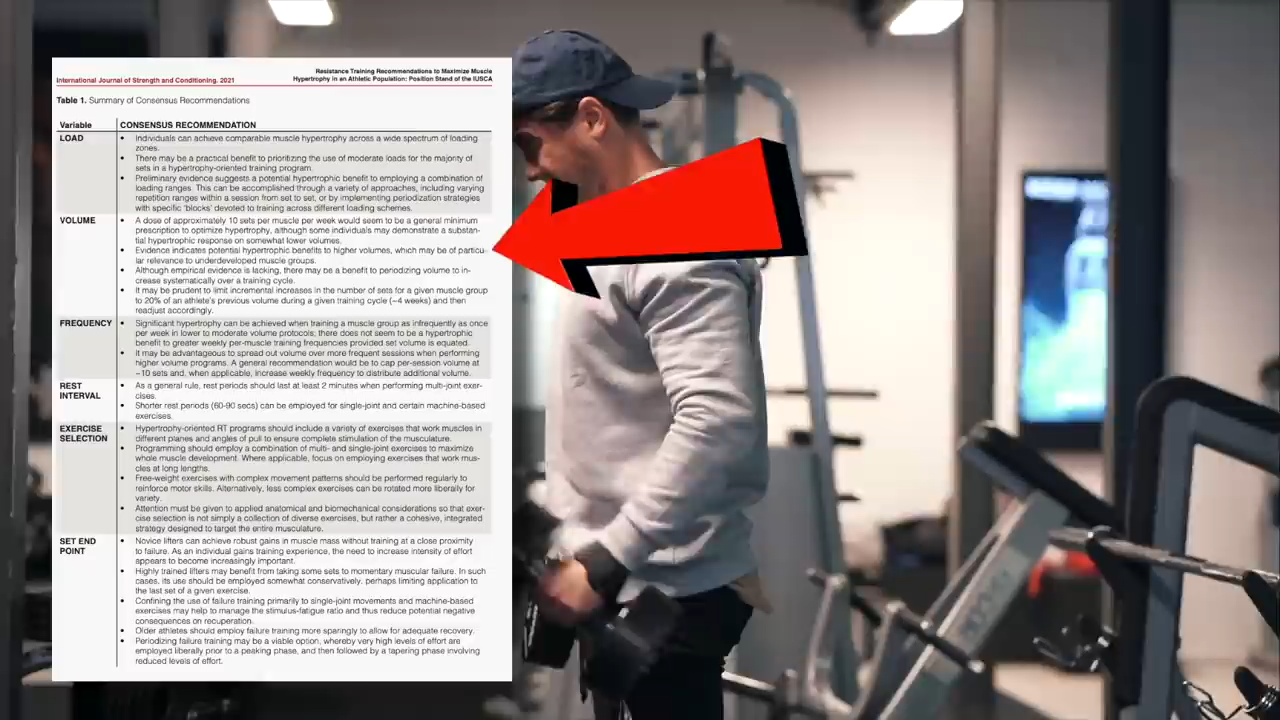 International Journal of Strength and Conditioning. 2021
Resistance Training Recommendations to Maximize Muscle
Hypertrophy in an Athletic Population: Position Stand of the IUSCA
Table 1. Summary of Consensus Recommendations
Variable
CONSENSUS RECOMMENDATION
LOAD
• Individuals can achieve comparable muscle hypertrophy across a wide spectrum of loading
zones.
• There may be a practical benefit to prioritizing the use of moderate loads for the majority of
sets in a hypertrophy-oriented training program.
• Preliminary evidence suggests a potential hypertrophic benefit to employing a combination of
loading ranges. This can be accomplished through a variety of approaches, including varying
repetition ranges within a session from set to set, or by implementing periodization strategies
with specific 'blocks' devoted to training across different loading schemes.
VOLUME
• A dose of approximately 10 sets per muscle per week would seem to be a general minimum
prescription to optimize hypertrophy, although some individuals may demonstrate a substan-
tial hypertrophic response on somewhat lower volumes.
• Evidence indicates potential hypertrophic benefits to higher volumes, which may be of particu-
lar relevance to underdeveloped muscle groups.
• Although empirical evidence is lacking, there may be a benefit to periodizing volume to in-
crease systematically over a training cycle.
• It may be prudent to limit incremental increases in the number of sets for a given muscle group
to 20% of an athlete's previous volume during a given training cycle (~4 weeks) and then
readjust accordingly.
FREQUENCY
• Significant hypertrophy can be achieved when training a muscle group as infrequently as once
per week in lower to moderate volume protocols; there does not seem to be a hypertrophic
benefit to greater weekly per-muscle training frequencies provided set volume is equated.
• It may be advantageous to spread out volume over more frequent sessions when performing
higher volume programs. A general recommendation would be to cap per-session volume at
~10 sets and, when applicable, increase weekly frequency to distribute additional volume.
REST
INTERVAL
• As a general rule, rest periods should last at least 2 minutes when performing multi-joint exer-
cises.
• Shorter rest periods (60-90 secs) can be employed for single-joint and certain machine-based
exercises.
EXERCISE
SELECTION
• Hypertrophy-oriented RT programs should include a variety of exercises that work muscles in
different planes and angles of pull to ensure complete stimulation of the musculature.
• Programming should employ a combination of multi- and single-joint exercises to maximize
whole muscle development. Where applicable, focus on employing exercises that work mus-
cles at long lengths.
• Free-weight exercises with complex movement patterns should be performed regularly to
reinforce motor skills. Alternatively, less complex exercises can be rotated more liberally for
variety.
• Attention must be given to applied anatomical and biomechanical considerations so that exer-
cise selection is not simply a collection of diverse exercises, but rather a cohesive, integrated
strategy designed to target the entire musculature.
SET END
POINT
• Novice lifters can achieve robust gains in muscle mass without training at a close proximity
to failure. As an individual gains training experience, the need to increase intensity of effort
appears to become increasingly important.
• Highly trained lifters may benefit from taking some sets to momentary muscular failure. In such
cases, its use should be employed somewhat conservatively, perhaps limiting application to
the last set of a given exercise.
• Confining the use of failure training primarily to single-joint movements and machine-based
exercises may help to manage the stimulus-fatigue ratio and thus reduce potential negative
consequences on recuperation.
• Older athletes should employ failure training more sparingly to allow for adequate recovery.
• Periodizing failure training may be a viable option, whereby very high levels of effort are
employed liberally prior to a peaking phase, and then followed by a tapering phase involving
reduced levels of effort.